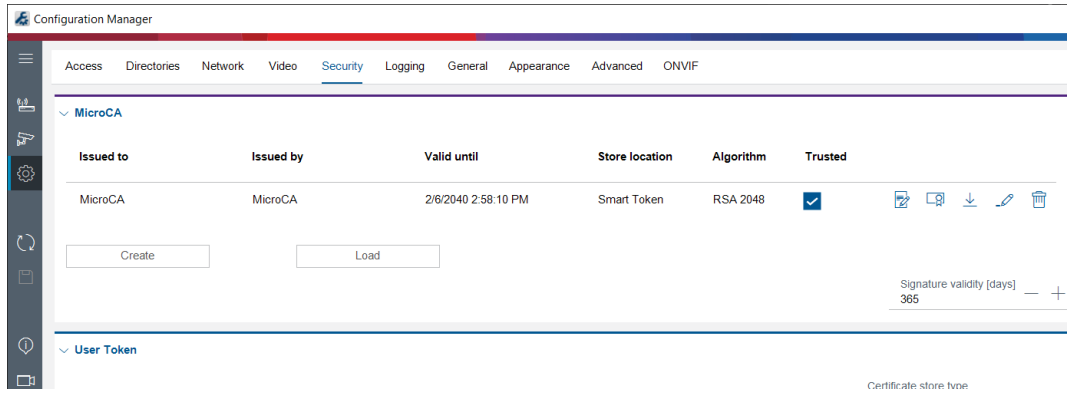 Configuration Manager
Access Directories Network Video Security Logging General Appearance Advanced ONVIF
MicroCA
Issued to Issued by Valid until Store location Algorithm Trusted
MicroCA MicroCA 2/6/2040 2:58:10 PM Smart Token RSA 2048
Create Load
Signature validity [days]
365
User Token
Certificate store type